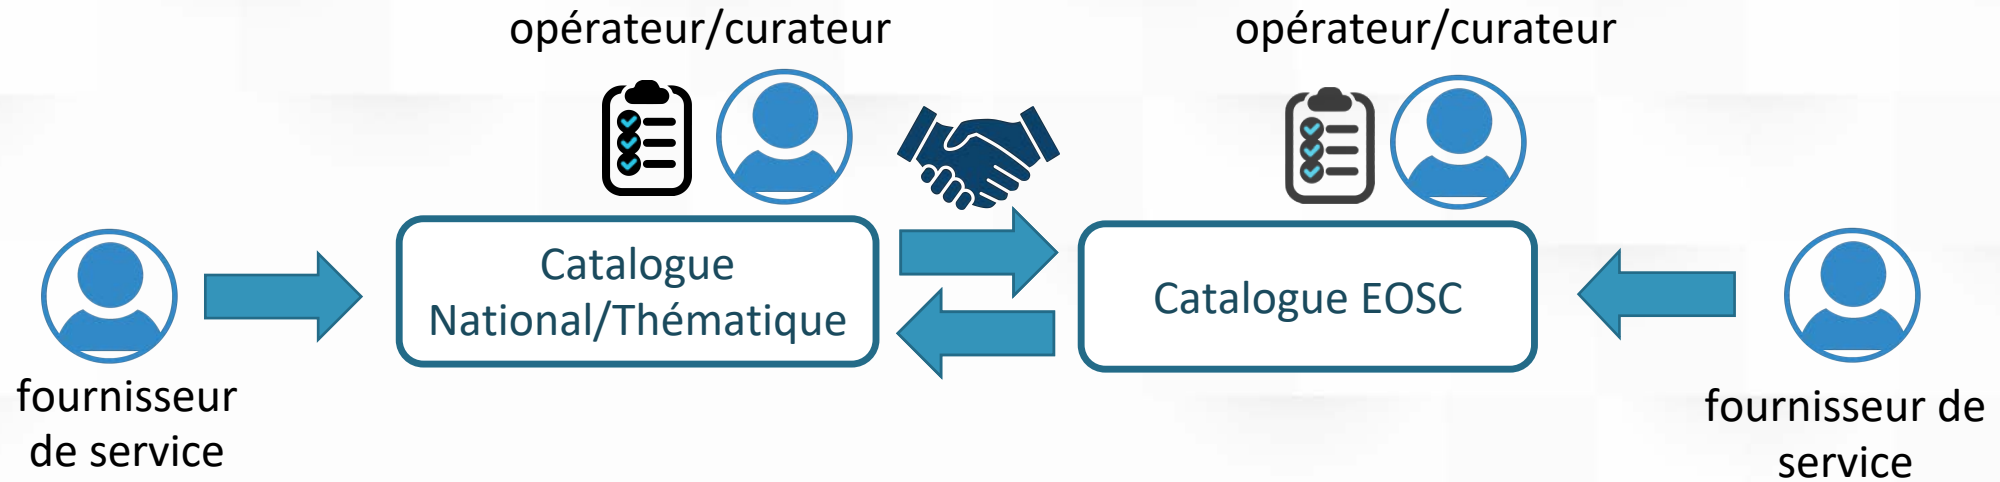 opérateur/curateur
opérateur/curateur
Catalogue
National/Thématique
Catalogue EOSC
fournisseur
de service
fournisseur de
service